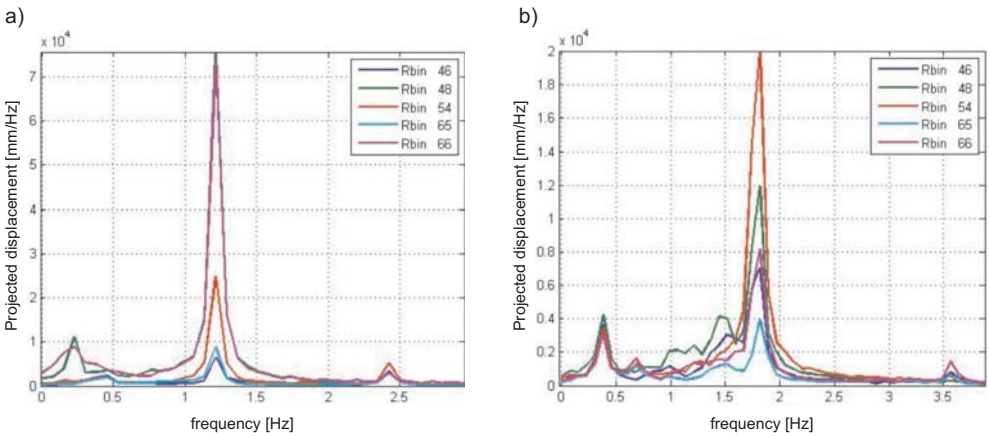 a)
x 10⁴
Projected displacement [mm/Hz]
7
6
5
4
3
2
1
0
0 0.5 1 1.5 2 2.5
frequency [Hz]
Rbin 46
Rbin 48
Rbin 54
Rbin 65
Rbin 66
b)
x 10⁴
Projected displacement [mm/Hz]
2
1.8
1.6
1.4
1.2
1
0.8
0.6
0.4
0.2
0
0 0.5 1 1.5 2 2.5 3 3.5
frequency [Hz]
Rbin 46
Rbin 48
Rbin 54
Rbin 65
Rbin 66